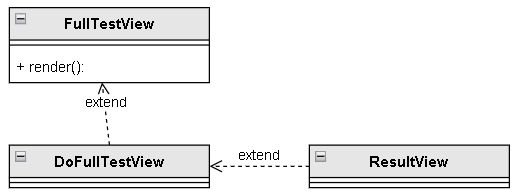 FullTestView
+ render():
extend
DoFullTestView
extend
ResultView